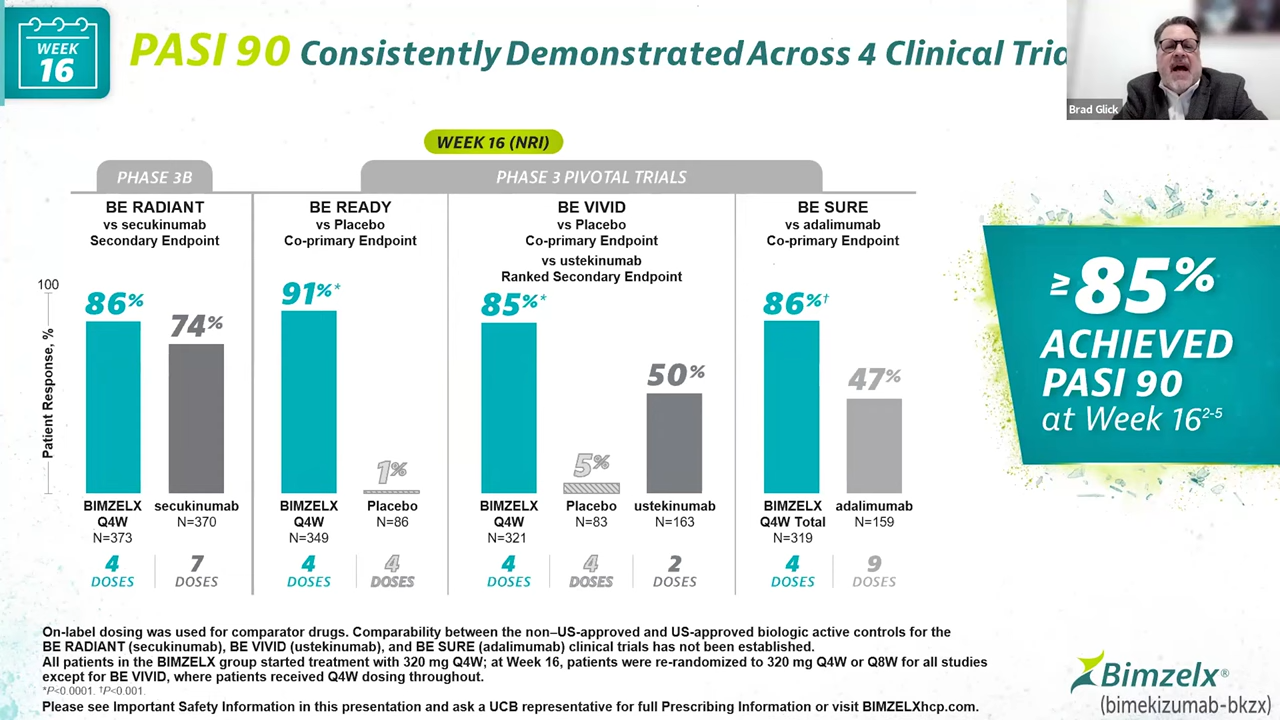 WEEK
16
PASI 90 Consistently Demonstrated Across 4 Clinical Tria
Brad Glick
WEEK 16 (NRI)
PHASE 3B
PHASE 3 PIVOTAL TRIALS
BE RADIANT
vs secukinumab
Secondary Endpoint
BE READY
vs Placebo
Co-primary Endpoint
BE VIVID
vs Placebo
Co-primary Endpoint
vs ustekinumab
Ranked Secondary Endpoint
BE SURE
vs adalimumab
Co-primary Endpoint
Patient Response, %
100
86%
74%
91%*
1%
85%*
5%
50%
86%†
47%
BIMZELX
Q4W
N=373
secukinumab
N=370
BIMZELX
Q4W
N=349
Placebo
N=86
BIMZELX
Q4W
N=321
Placebo
N=83
ustekinumab
N=163
BIMZELX
Q4W Total
N=319
adalimumab
N=159
4
DOSES
7
DOSES
4
DOSES
4
DOSES
4
DOSES
4
DOSES
2
DOSES
4
DOSES
9
DOSES
≥85%
ACHIEVED
PASI 90
at Week 16²⁻⁵
On-label dosing was used for comparator drugs. Comparability between the non–US-approved and US-approved biologic active controls for the
BE RADIANT (secukinumab), BE VIVID (ustekinumab), and BE SURE (adalimumab) clinical trials has not been established.
All patients in the BIMZELX group started treatment with 320 mg Q4W; at Week 16, patients were re-randomized to 320 mg Q4W or Q8W for all studies
except for BE VIVID, where patients received Q4W dosing throughout.
*P<0.0001. †P<0.001.
Please see Important Safety Information in this presentation and ask a UCB representative for full Prescribing Information or visit BIMZELXhcp.com.
Bimzelx®
(bimekizumab-bkzx)